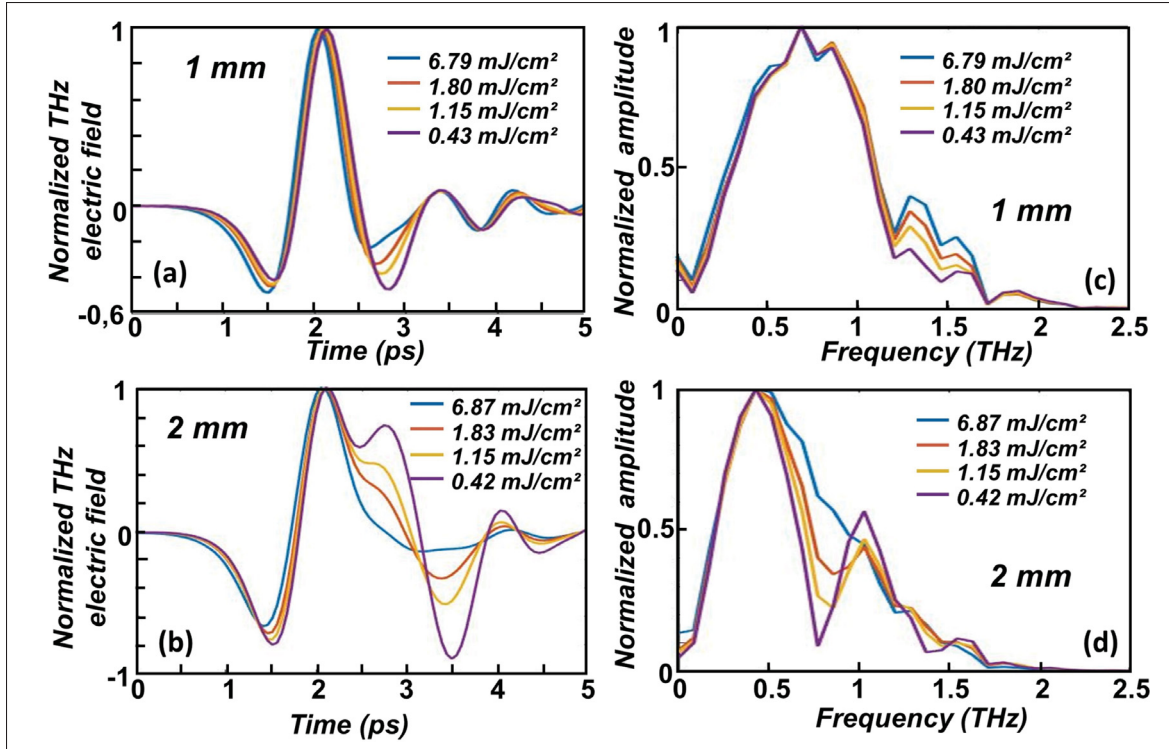 1 mm
6.79 mJ/cm²
1.80 mJ/cm²
1.15 mJ/cm²
0.43 mJ/cm²
Normalized THz
electric field
1
0
-0,6
(a)
0 1 2 3 4 5
Time (ps)
1 mm
6.79 mJ/cm²
1.80 mJ/cm²
1.15 mJ/cm²
0.43 mJ/cm²
Normalized amplitude
1
0.5
0
(c)
0 0.5 1 1.5 2 2.5
Frequency (THz)
2 mm
6.87 mJ/cm²
1.83 mJ/cm²
1.15 mJ/cm²
0.42 mJ/cm²
Normalized THz
electric field
1
0
-1
(b)
0 1 2 3 4 5
Time (ps)
6.87 mJ/cm²
1.83 mJ/cm²
1.15 mJ/cm²
0.42 mJ/cm²
2 mm
Normalized amplitude
1
0.5
0
(d)
0 0.5 1 1.5 2 2.5
Frequency (THz)